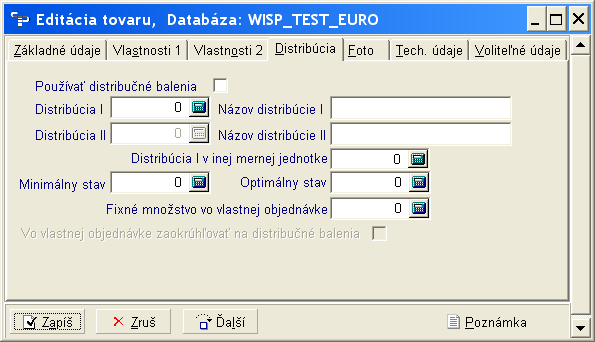 Editácia tovaru, Databáza: WISP_TEST_EURO
Základné údaje Vlastnosti 1 Vlastnosti 2 Distribúcia Foto Tech. údaje Voliteľné údaje
Používať distribučné balenia
Distribúcia I 0 Názov distribúcie I
Distribúcia II 0 Názov distribúcie II
Distribúcia I v inej mernej jednotke 0
Minimálny stav 0 Optimálny stav 0
Fixné množstvo vo vlastnej objednávke 0
Vo vlastnej objednávke zaokrúhľovať na distribučné balenia
Zapíš Zruš Ďalší Poznámka